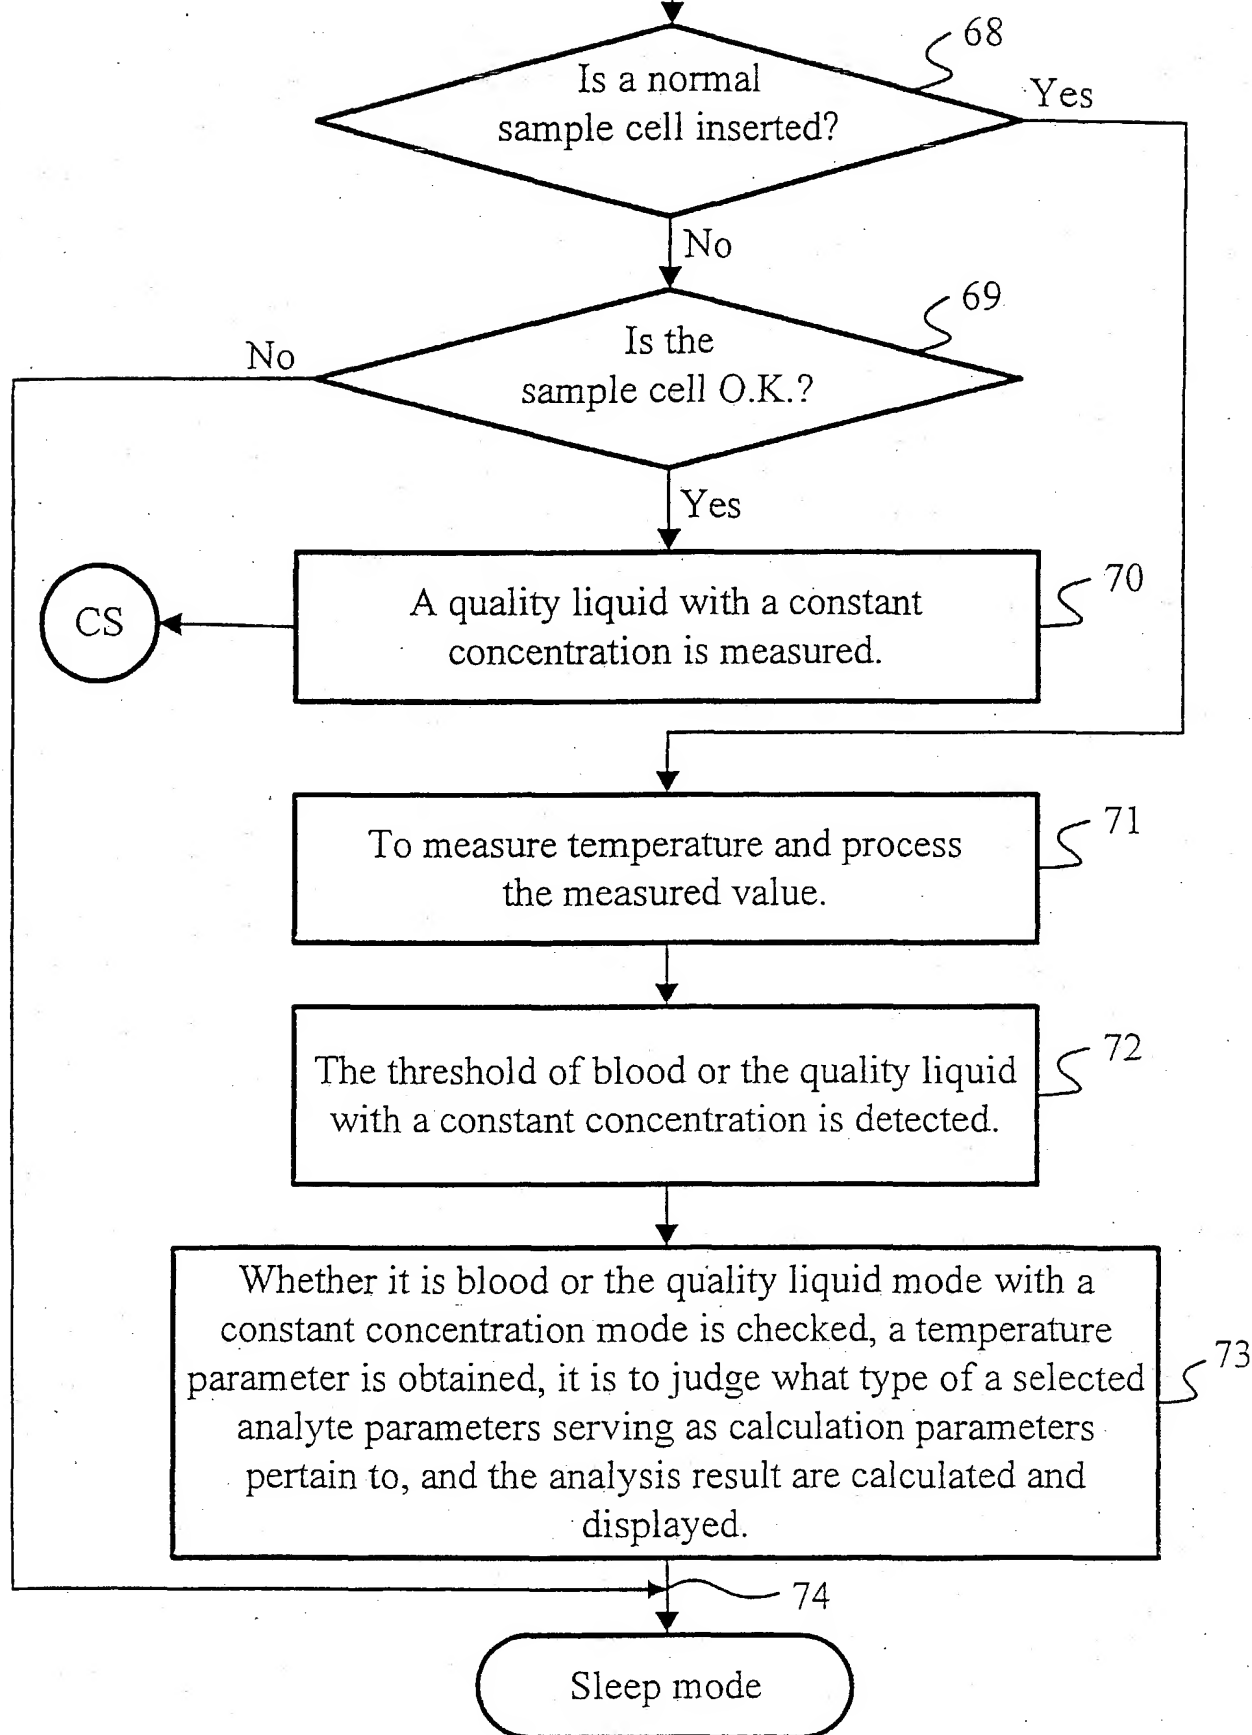 68
Is a normal
sample cell inserted?
Yes
No
69
Is the
sample cell O.K.?
No
Yes
70
A quality liquid with a constant
concentration is measured.
CS
71
To measure temperature and process
the measured value.
72
The threshold of blood or the quality liquid
with a constant concentration is detected.
73
Whether it is blood or the quality liquid mode with a
constant concentration mode is checked, a temperature
parameter is obtained, it is to judge what type of a selected
analyte parameters serving as calculation parameters
pertain to, and the analysis result are calculated and
displayed.
74
Sleep mode